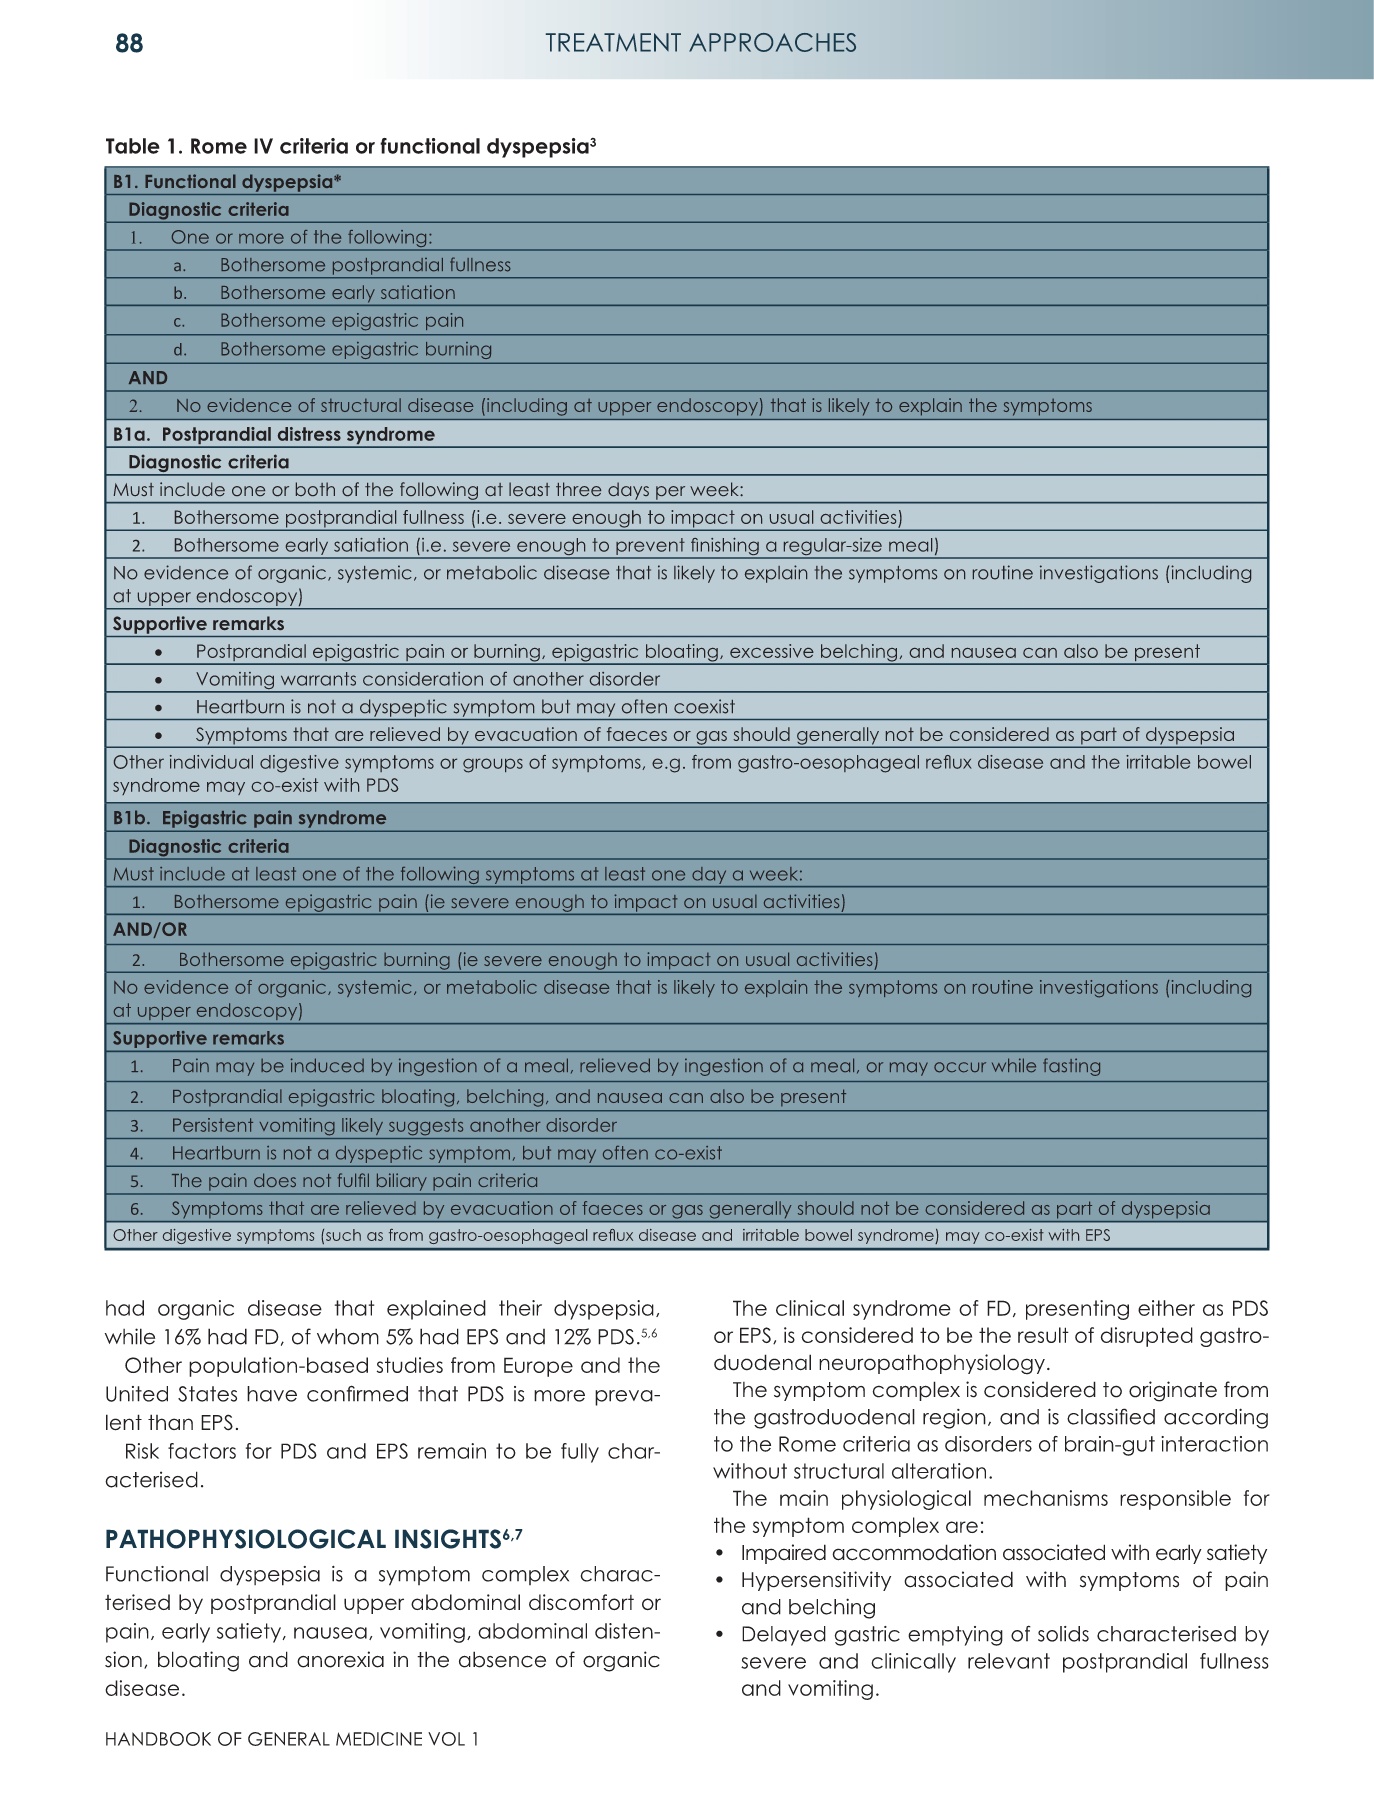 88
TREATMENT APPROACHES
Table 1. Rome IV criteria or functional dyspepsia³
B1. Functional dyspepsia*
Diagnostic criteria
1. One or more of the following:
a. Bothersome postprandial fullness
b. Bothersome early satiation
c. Bothersome epigastric pain
d. Bothersome epigastric burning
AND
2. No evidence of structural disease (including at upper endoscopy) that is likely to explain the symptoms
B1a. Postprandial distress syndrome
Diagnostic criteria
Must include one or both of the following at least three days per week:
1. Bothersome postprandial fullness (i.e. severe enough to impact on usual activities)
2. Bothersome early satiation (i.e. severe enough to prevent finishing a regular-size meal)
No evidence of organic, systemic, or metabolic disease that is likely to explain the symptoms on routine investigations (including
at upper endoscopy)
Supportive remarks
• Postprandial epigastric pain or burning, epigastric bloating, excessive belching, and nausea can also be present
• Vomiting warrants consideration of another disorder
• Heartburn is not a dyspeptic symptom but may often coexist
• Symptoms that are relieved by evacuation of faeces or gas should generally not be considered as part of dyspepsia
Other individual digestive symptoms or groups of symptoms, e.g. from gastro-oesophageal reflux disease and the irritable bowel
syndrome may co-exist with PDS
B1b. Epigastric pain syndrome
Diagnostic criteria
Must include at least one of the following symptoms at least one day a week:
1. Bothersome epigastric pain (ie severe enough to impact on usual activities)
AND/OR
2. Bothersome epigastric burning (ie severe enough to impact on usual activities)
No evidence of organic, systemic, or metabolic disease that is likely to explain the symptoms on routine investigations (including
at upper endoscopy)
Supportive remarks
1. Pain may be induced by ingestion of a meal, relieved by ingestion of a meal, or may occur while fasting
2. Postprandial epigastric bloating, belching, and nausea can also be present
3. Persistent vomiting likely suggests another disorder
4. Heartburn is not a dyspeptic symptom, but may often co-exist
5. The pain does not fulfil biliary pain criteria
6. Symptoms that are relieved by evacuation of faeces or gas generally should not be considered as part of dyspepsia
Other digestive symptoms (such as from gastro-oesophageal reflux disease and irritable bowel syndrome) may co-exist with EPS
had organic disease that explained their dyspepsia,
while 16% had FD, of whom 5% had EPS and 12% PDS.⁵,⁶
Other population-based studies from Europe and the
United States have confirmed that PDS is more preva-
lent than EPS.
Risk factors for PDS and EPS remain to be fully char-
acterised.
PATHOPHYSIOLOGICAL INSIGHTS⁶,⁷
Functional dyspepsia is a symptom complex charac-
terised by postprandial upper abdominal discomfort or
pain, early satiety, nausea, vomiting, abdominal disten-
sion, bloating and anorexia in the absence of organic
disease.
The clinical syndrome of FD, presenting either as PDS
or EPS, is considered to be the result of disrupted gastro-
duodenal neuropathophysiology.
The symptom complex is considered to originate from
the gastroduodenal region, and is classified according
to the Rome criteria as disorders of brain-gut interaction
without structural alteration.
The main physiological mechanisms responsible for
the symptom complex are:
• Impaired accommodation associated with early satiety
• Hypersensitivity associated with symptoms of pain
and belching
• Delayed gastric emptying of solids characterised by
severe and clinically relevant postprandial fullness
and vomiting.
HANDBOOK OF GENERAL MEDICINE VOL 1